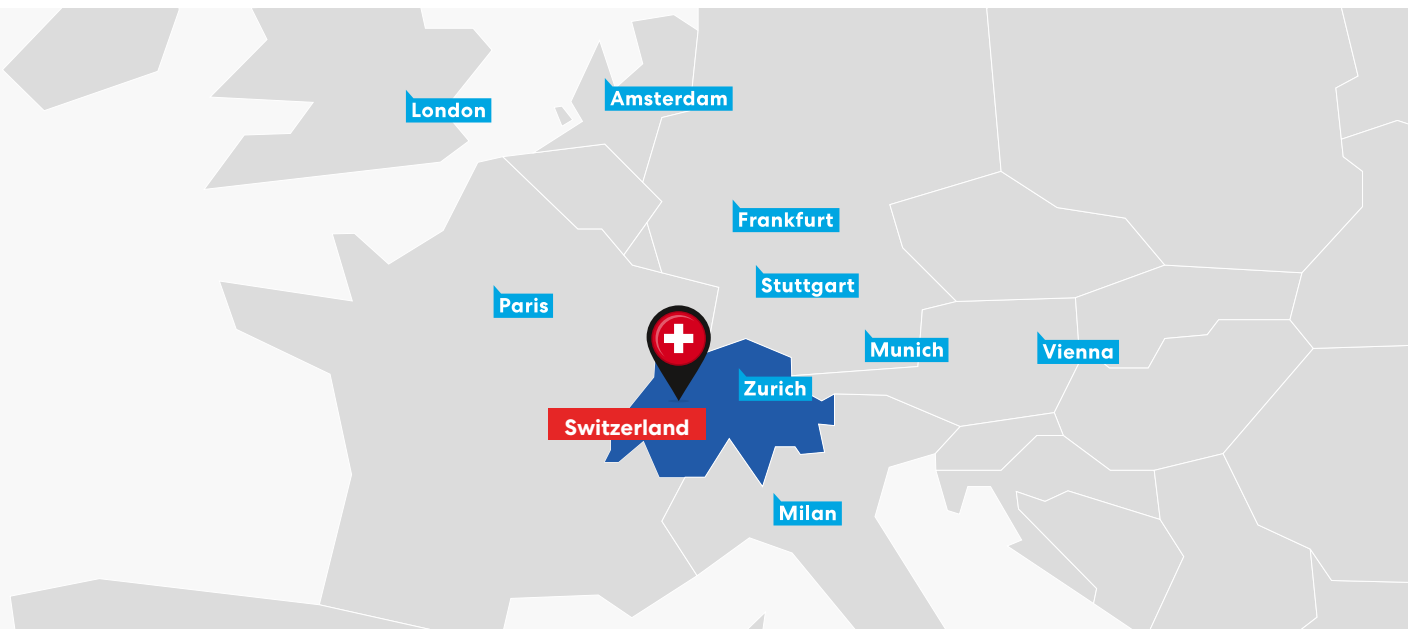 Amsterdam
London
Frankfurt
Stuttgart
Paris
Munich
Vienna
Zurich
Switzerland
Milan